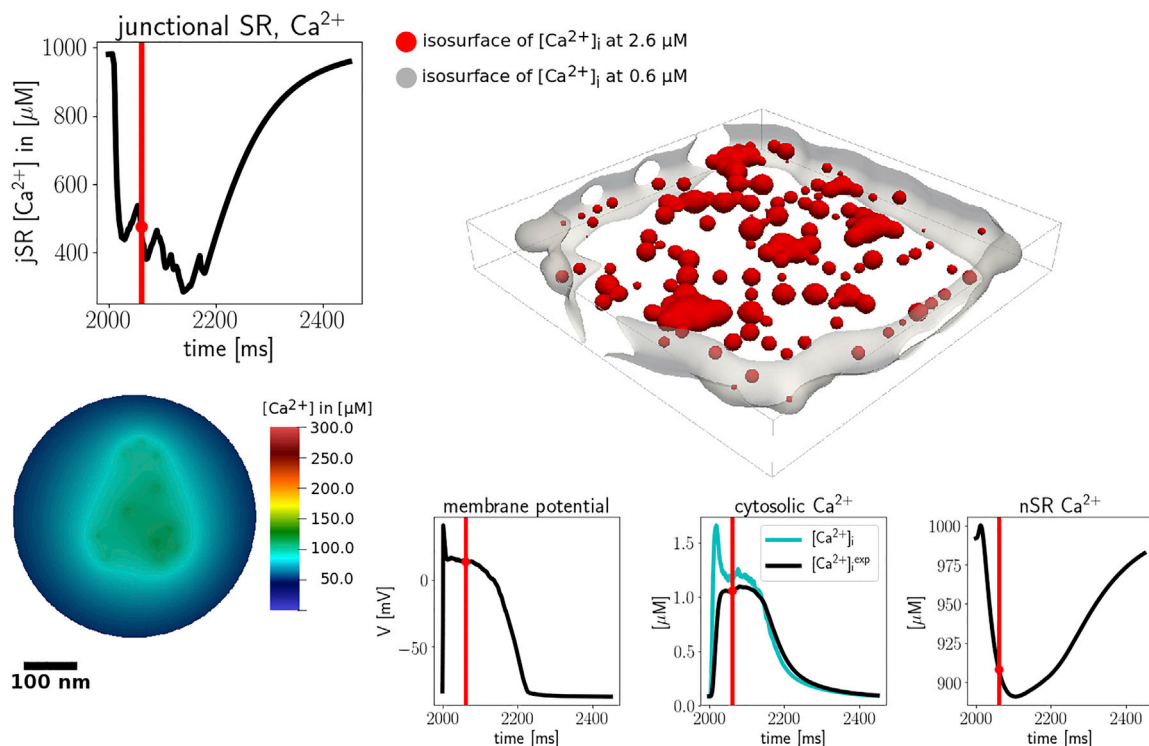 junctional SR, Ca²⁺
jSR [Ca²⁺] in [μM]
1000
800
600
400
2000
2200
2400
time [ms]
isosurface of [Ca²⁺]ᵢ at 2.6 μM
isosurface of [Ca²⁺]ᵢ at 0.6 μM
[Ca²⁺] in [μM]
300.0
250.0
200.0
150.0
100.0
50.0
100 nm
membrane potential
V [mV]
0
−50
2000
2200
2400
time [ms]
cytosolic Ca²⁺
[μM]
1.5
1.0
0.5
0.0
[Ca²⁺]ᵢ
[Ca²⁺]ᵢᵉˣᵖ
2000
2200
2400
time [ms]
nSR Ca²⁺
[μM]
1000
975
950
925
900
2000
2200
2400
time [ms]